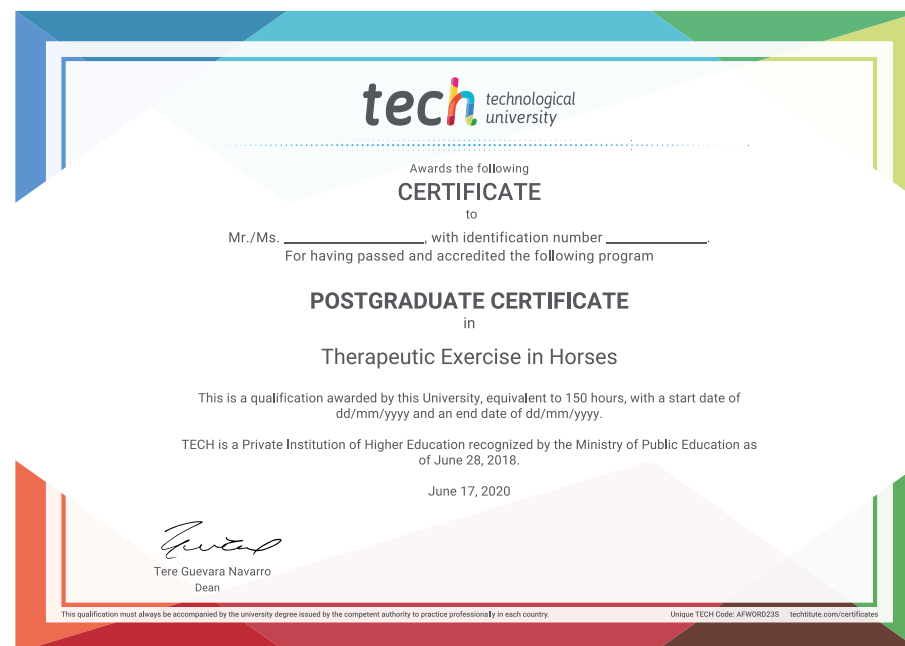 tech technological
university
Awards the following
CERTIFICATE
to
Mr./Ms. ____________________, with identification number ______________.
For having passed and accredited the following program
POSTGRADUATE CERTIFICATE
in
Therapeutic Exercise in Horses
This is a qualification awarded by this University, equivalent to 150 hours, with a start date of
dd/mm/yyyy and an end date of dd/mm/yyyy.
TECH is a Private Institution of Higher Education recognized by the Ministry of Public Education as
of June 28, 2018.
June 17, 2020
Tere Guevara Navarro
Dean
This qualification must always be accompanied by the university degree issued by the competent authority to practice professionally in each country. Unique TECH Code: AFWORD23S techtitute.com/certificates